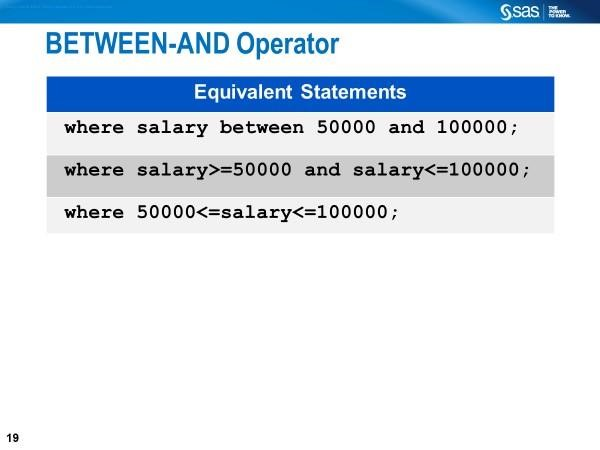 sas THE
POWER
TO KNOW.
BETWEEN-AND Operator
Equivalent Statements
where salary between 50000 and 100000;
where salary>=50000 and salary<=100000;
where 50000<=salary<=100000;
19